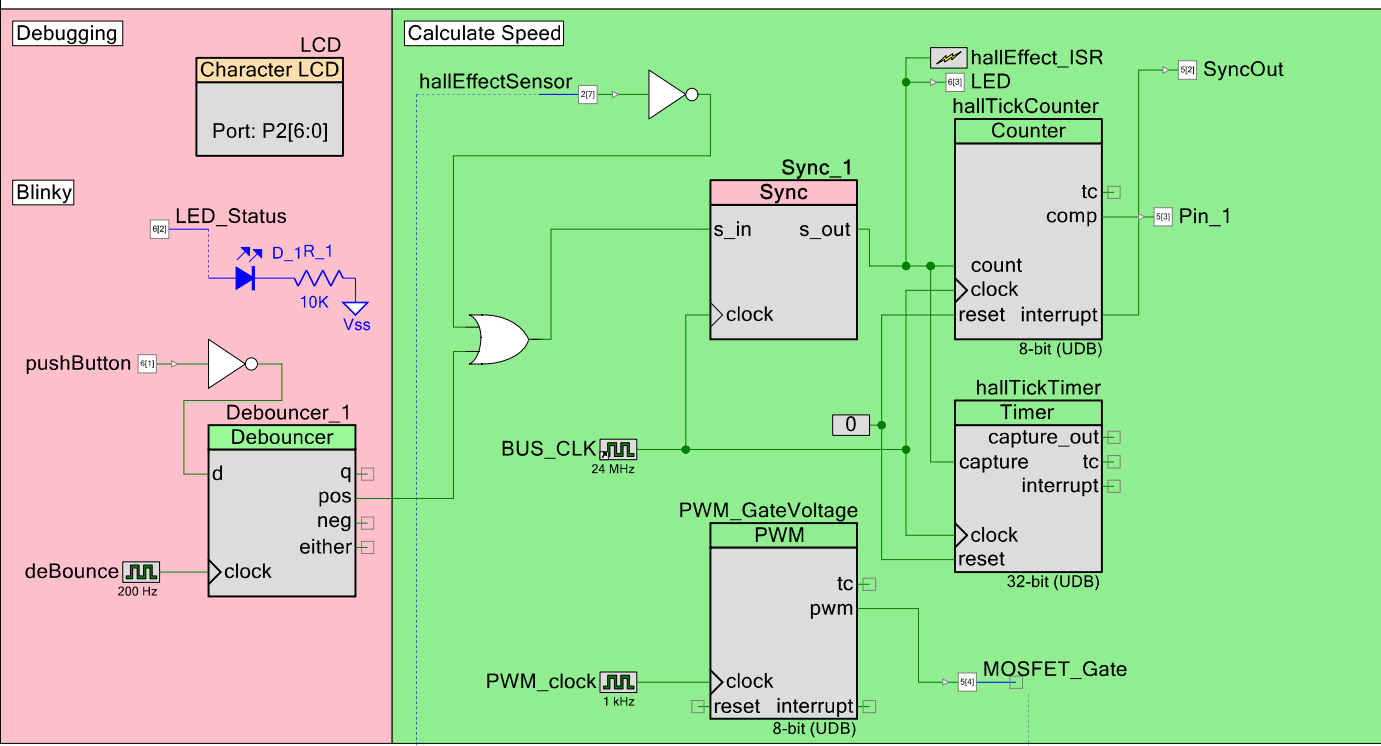 Debugging
LCD
Character LCD
Port: P2[6:0]
Blinky
LED_Status
6[2]
D_1
R_1
10K
Vss
pushButton
6[1]
Debouncer_1
Debouncer
d
q
pos
neg
either
clock
deBounce
200 Hz
Calculate Speed
hallEffectSensor
2[7]
Sync_1
Sync
s_in
s_out
clock
BUS_CLK
24 MHz
0
hallEffect_ISR
6[3]
LED
hallTickCounter
Counter
tc
comp
count
clock
reset
interrupt
8-bit (UDB)
5[2]
SyncOut
5[3]
Pin_1
hallTickTimer
Timer
capture_out
capture
tc
interrupt
clock
reset
32-bit (UDB)
PWM_GateVoltage
PWM
tc
pwm
clock
reset
interrupt
8-bit (UDB)
PWM_clock
1 kHz
5[4]
MOSFET_Gate